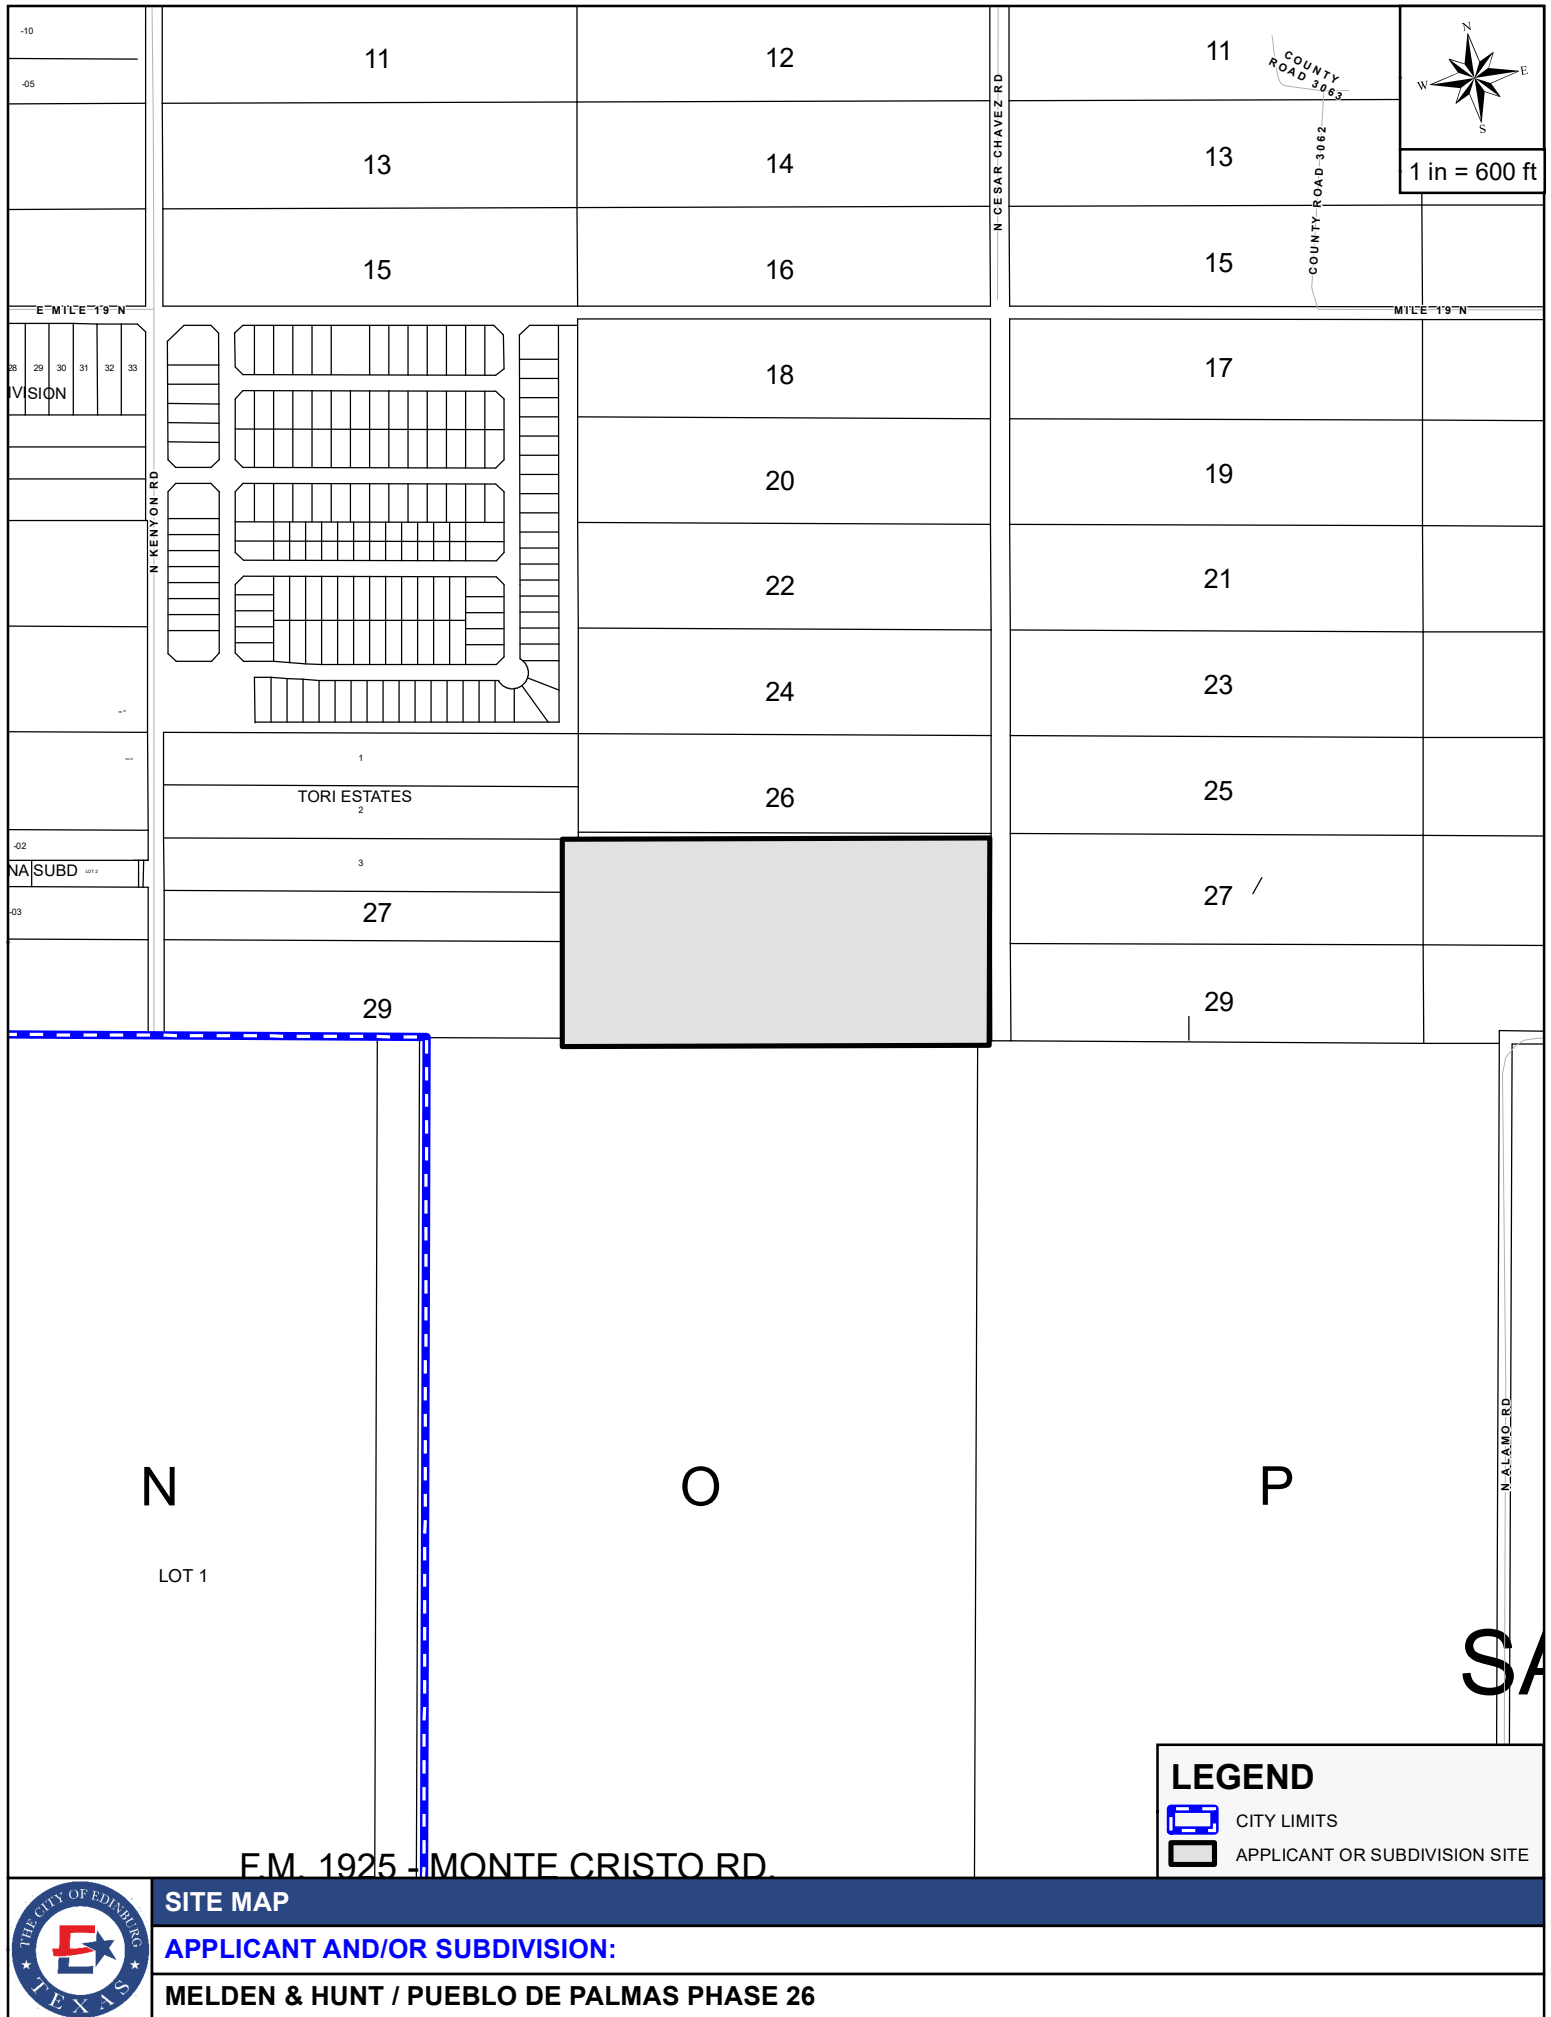 -10
-05
11
12
11
COUNTY
ROAD 3063
N
W
E
S
1 in = 600 ft
13
14
13
N CESAR CHAVEZ RD
COUNTY ROAD 3062
15
16
15
E MILE 19 N
MILE 19 N
28
29
30
31
32
33
IVISION
18
17
N KENYON RD
20
19
22
21
24
23
1
TORI ESTATES
2
26
25
-02
3
NA SUBD
LOT 2
-03
27
27
29
29
N
O
P
N ALAMO RD
LOT 1
SA
LEGEND
CITY LIMITS
APPLICANT OR SUBDIVISION SITE
F.M. 1925 - MONTE CRISTO RD.
THE CITY OF EDINBURG
E
TEXAS
SITE MAP
APPLICANT AND/OR SUBDIVISION:
MELDEN & HUNT / PUEBLO DE PALMAS PHASE 26